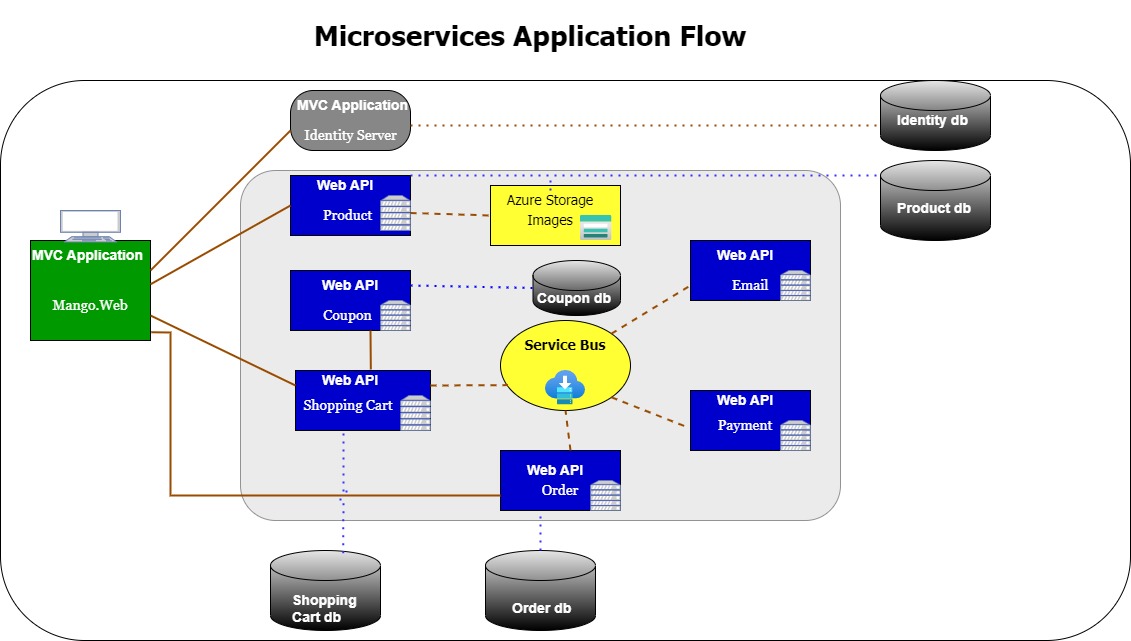 Microservices Application Flow
MVC Application
Identity Server
Identity db
Web API
Product
Azure Storage
Images
Product db
MVC Application
Mango.Web
Web API
Coupon
Coupon db
Web API
Email
Service Bus
Web API
Shopping Cart
Web API
Payment
Web API
Order
Shopping
Cart db
Order db